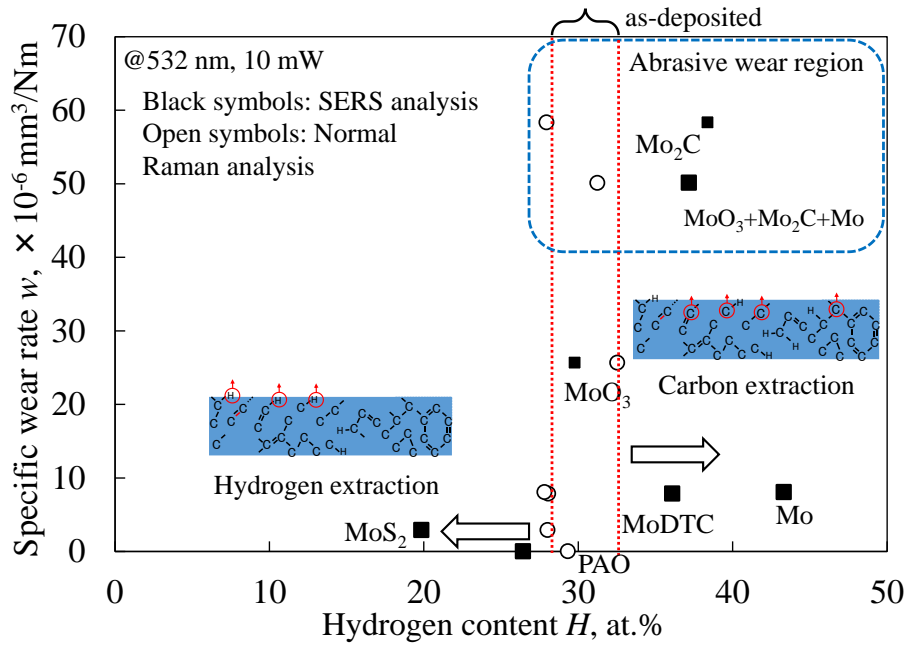 as-deposited
70
60
50
40
30
20
10
0
Specific wear rate w, ×10⁻⁶ mm³/Nm
@532 nm, 10 mW
Black symbols: SERS analysis
Open symbols: Normal
Raman analysis
Abrasive wear region
Mo₂C
MoO₃+Mo₂C+Mo
Carbon extraction
MoO₃
Hydrogen extraction
MoDTC
Mo
MoS₂
PAO
0 10 20 30 40 50
Hydrogen content H, at.%